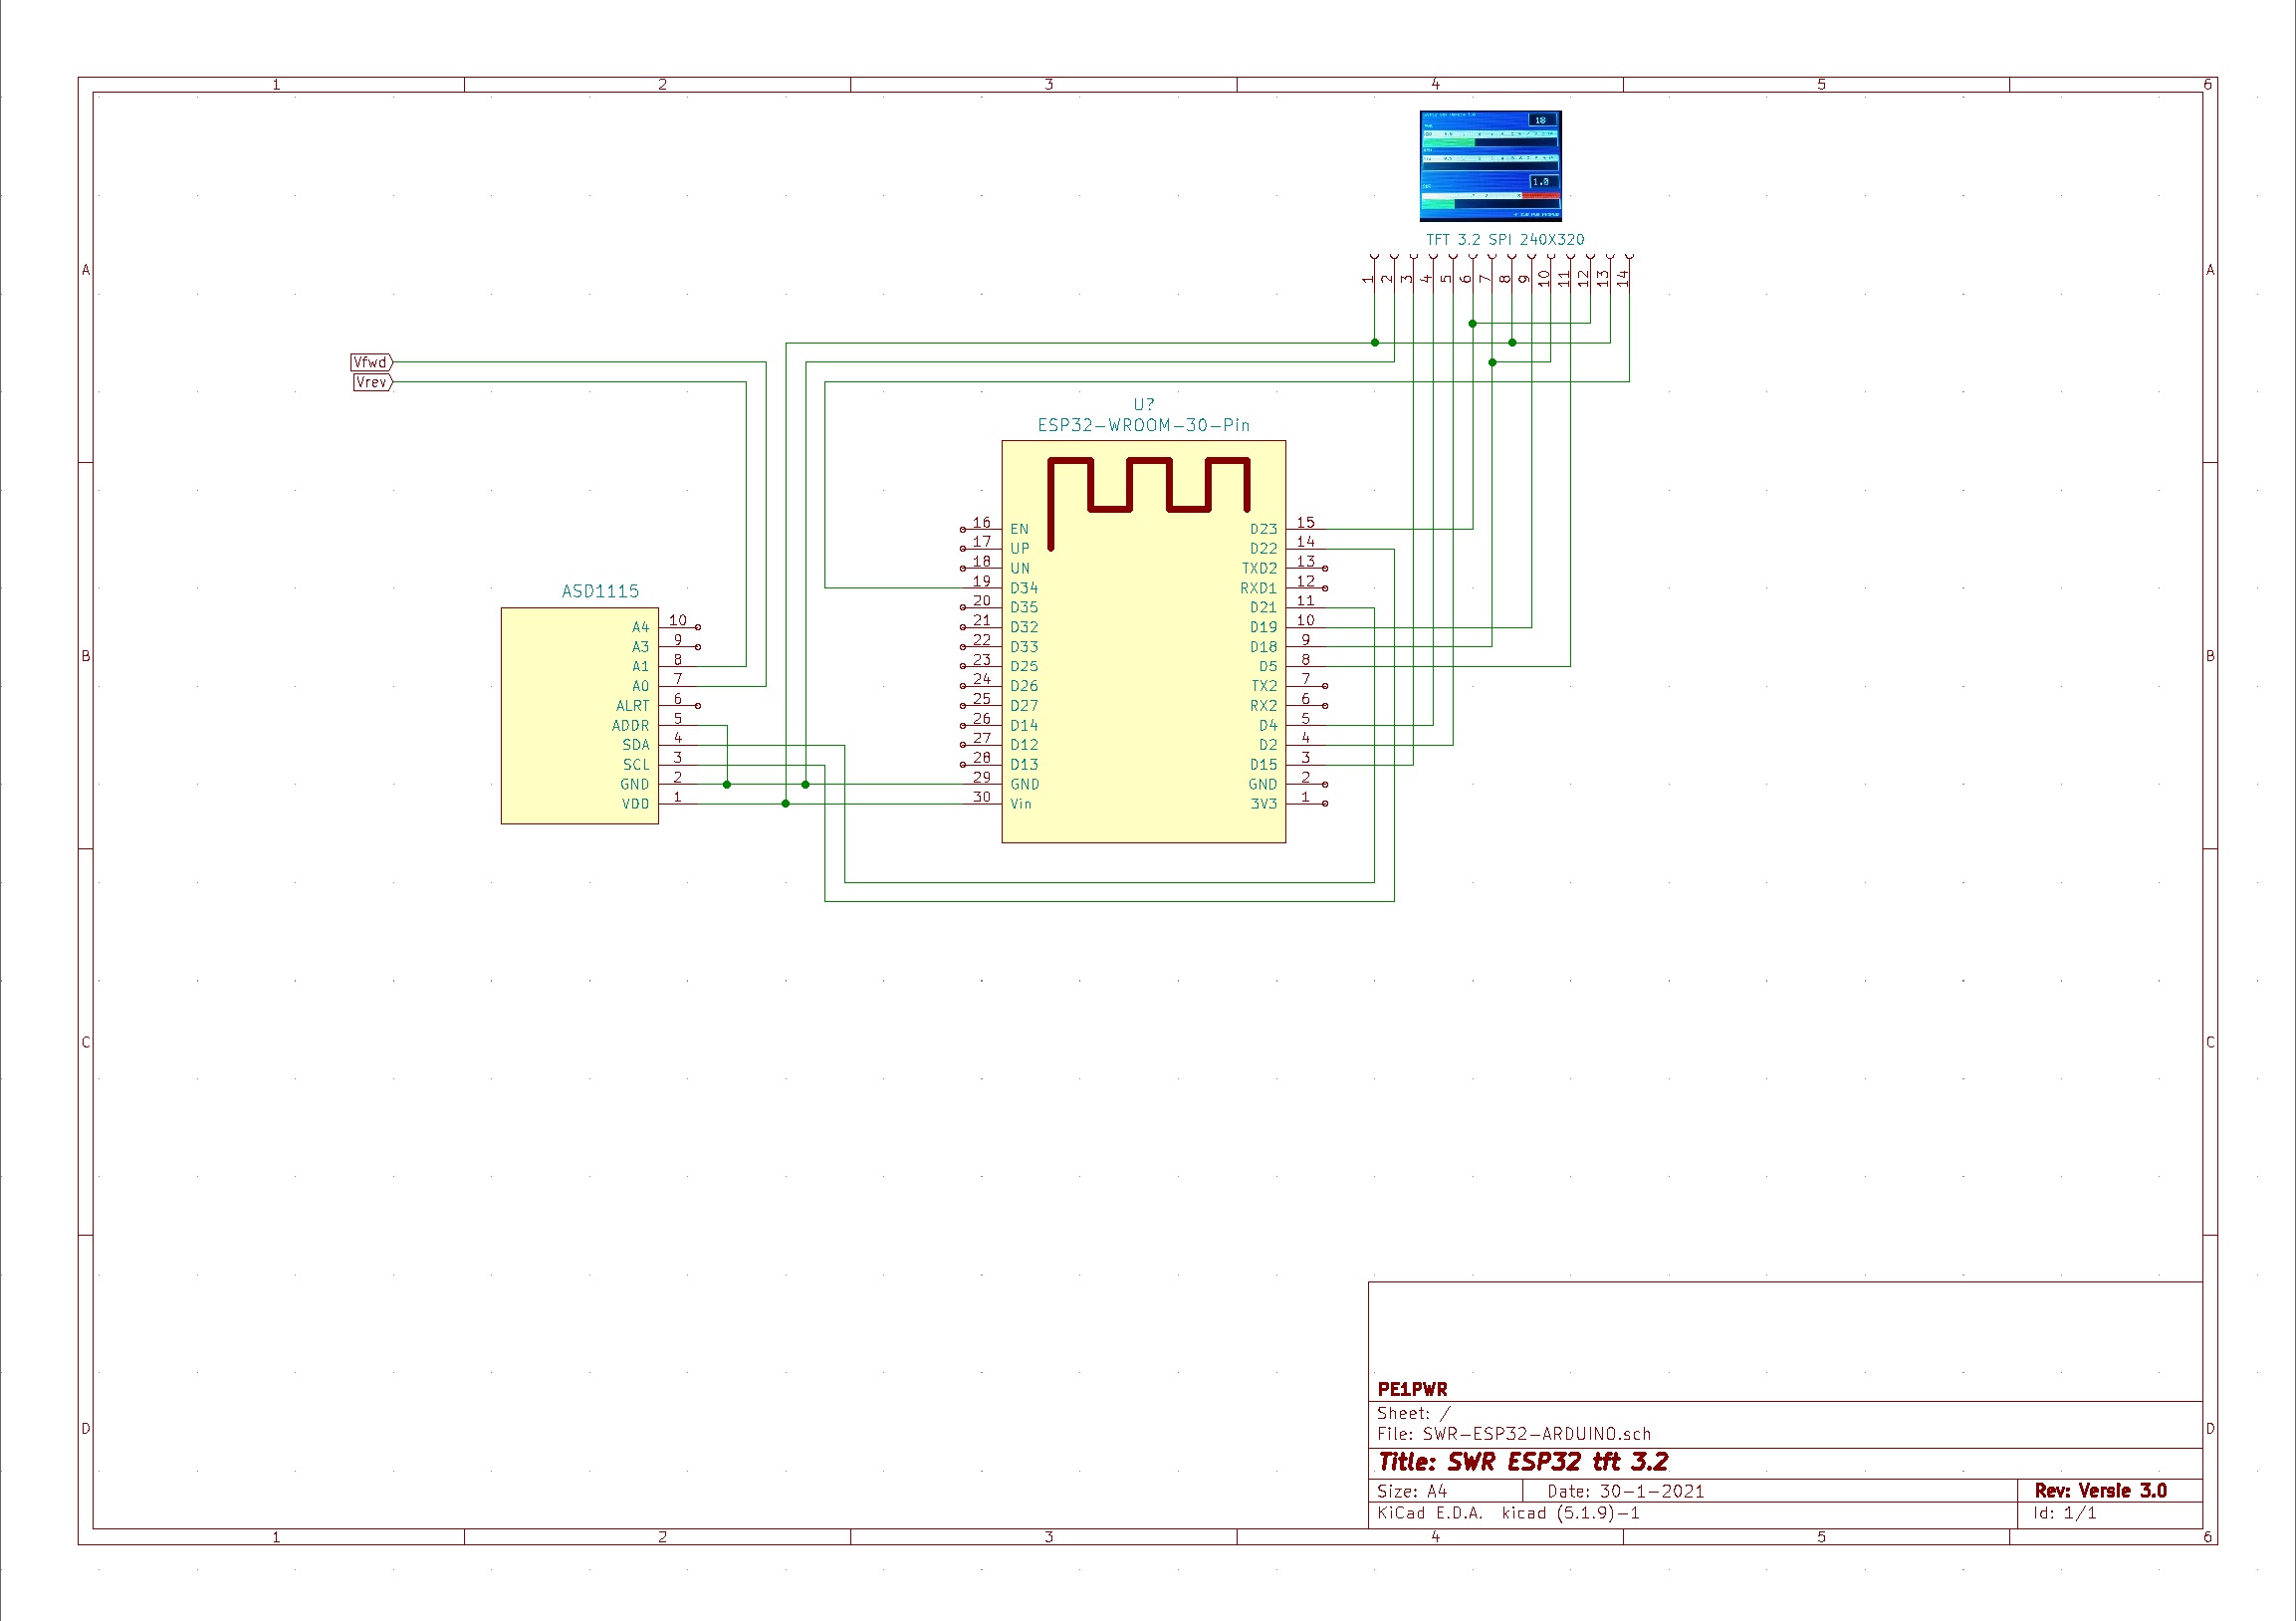 1 2 3 4 5 6
18
1.0
TFT 3.2 SPI 240X320
1 2 3 4 5 6 7 8 9 10 11 12 13 14
A A
Vfwd
Vrev
U?
ESP32-WROOM-30-Pin
16 EN D23 15
17 UP D22 14
18 UN TXD2 13
19 D34 RXD1 12
20 D35 D21 11
21 D32 D19 10
22 D33 D18 9
23 D25 D5 8
24 D26 TX2 7
25 D27 RX2 6
26 D14 D4 5
27 D12 D2 4
28 D13 D15 3
29 GND GND 2
30 Vin 3V3 1
ASD1115
A4 10
A3 9
A1 8
A0 7
ALRT 6
ADDR 5
SDA 4
SCL 3
GND 2
VDD 1
B B
C C
PE1PWR
Sheet: /
File: SWR-ESP32-ARDUINO.sch
Title: SWR ESP32 tft 3.2
Size: A4 Date: 30-1-2021 Rev: Versie 3.0
KiCad E.D.A. kicad (5.1.9)-1 Id: 1/1
D D
1 2 3 4 5 6